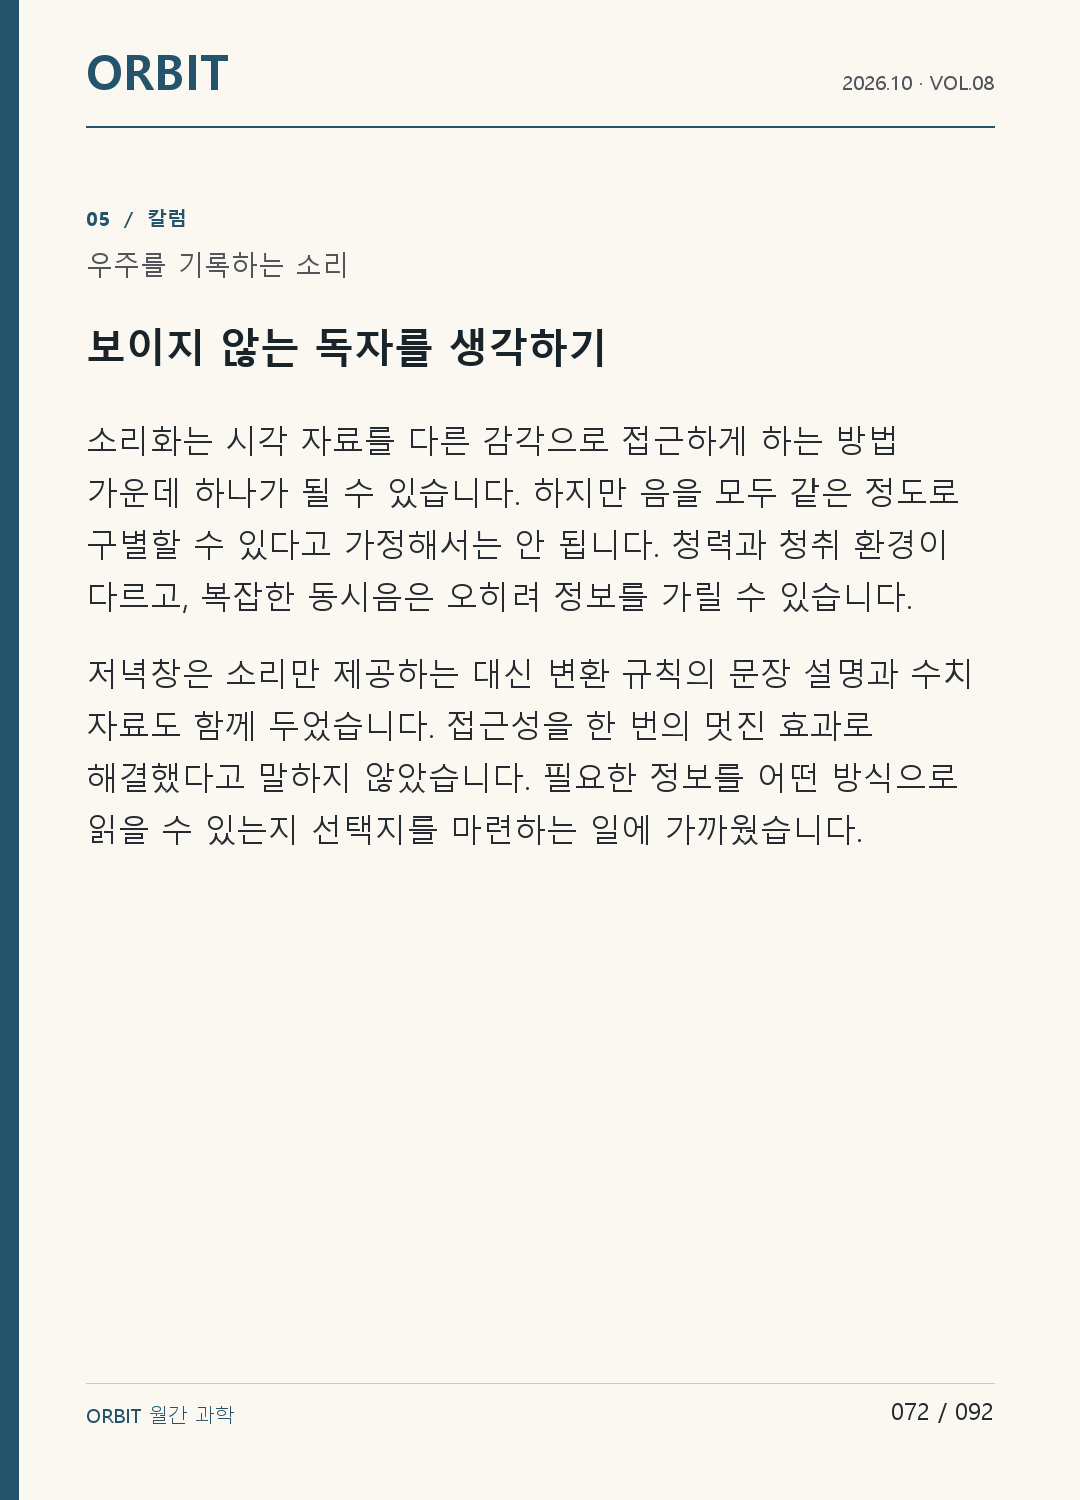 ORBIT
2026.10 · VOL.08
05 / 칼럼
우주를 기록하는 소리
보이지 않는 독자를 생각하기
소리화는 시각 자료를 다른 감각으로 접근하게 하는 방법
가운데 하나가 될 수 있습니다. 하지만 음을 모두 같은 정도로
구별할 수 있다고 가정해서는 안 됩니다. 청력과 청취 환경이
다르고, 복잡한 동시음은 오히려 정보를 가릴 수 있습니다.
저녁창은 소리만 제공하는 대신 변환 규칙의 문장 설명과 수치
자료도 함께 두었습니다. 접근성을 한 번의 멋진 효과로
해결했다고 말하지 않았습니다. 필요한 정보를 어떤 방식으로
읽을 수 있는지 선택지를 마련하는 일에 가까웠습니다.
ORBIT 월간 과학
072 / 092